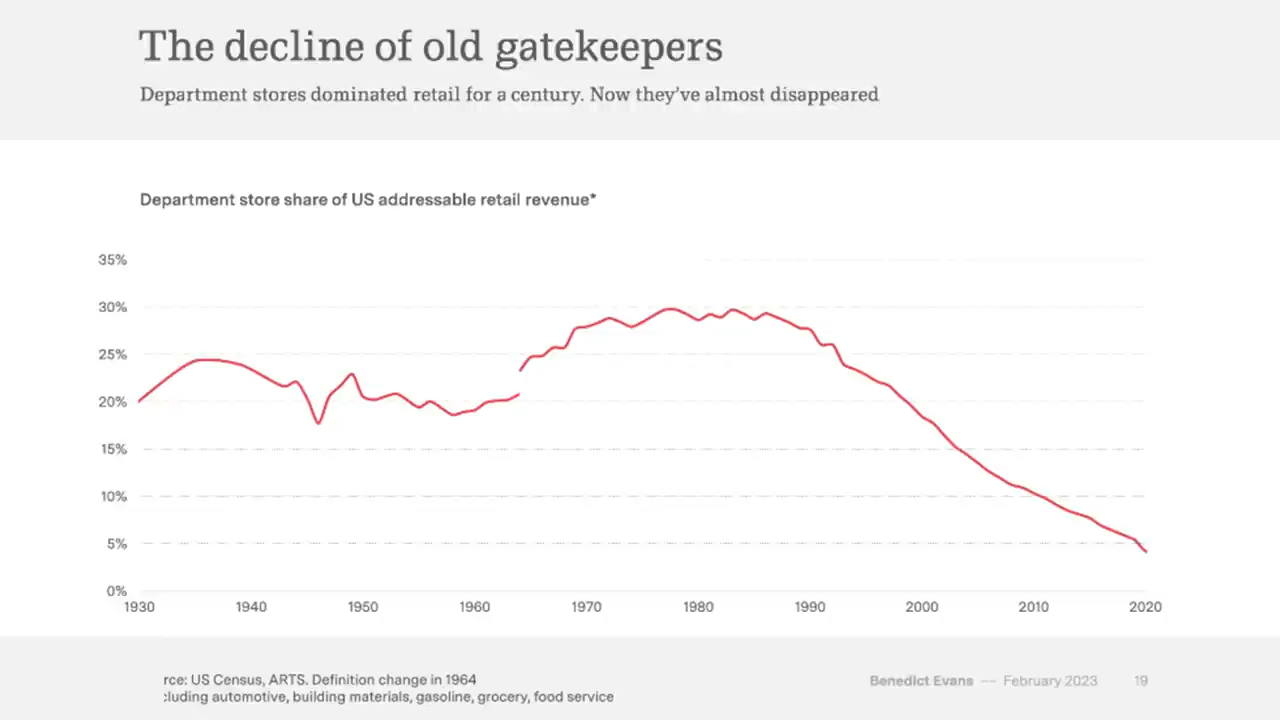 The decline of old gatekeepers
Department stores dominated retail for a century. Now they've almost disappeared
Department store share of US addressable retail revenue*
35%
30%
25%
20%
15%
10%
5%
0%
1930 1940 1950 1960 1970 1980 1990 2000 2010 2020
rce: US Census, ARTS. Definition change in 1964
cluding automotive, building materials, gasoline, grocery, food service
Benedict Evans — February 2023 19